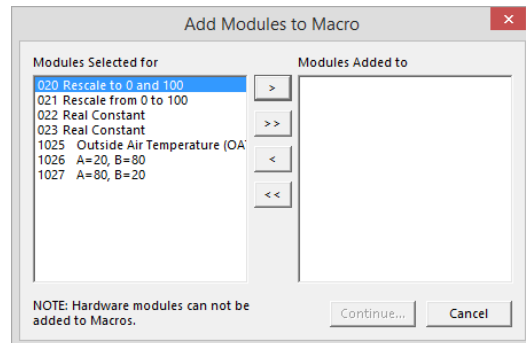 Add Modules to Macro
Modules Selected for
Modules Added to
020 Rescale to 0 and 100
021 Rescale from 0 to 100
022 Real Constant
023 Real Constant
1025 Outside Air Temperature (OA
1026 A=20, B=80
1027 A=80, B=20
>
>>
<
<<
NOTE: Hardware modules can not be
added to Macros.
Continue...
Cancel